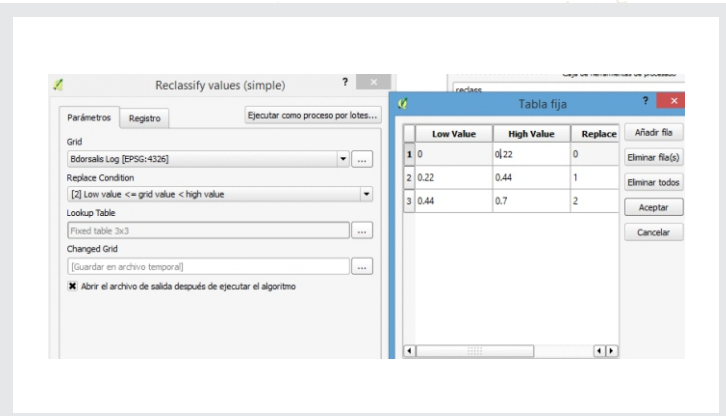 Reclassify values (simple) ?
Parámetros Registro Ejecutar como proceso por lotes...
Grid
Bdorsalis Log [EPSG:4326] ...
Replace Condition
[2] Low value <= grid value < high value
Lookup Table
Fixed table 3x3 ...
Changed Grid
[Guardar en archivo temporal] ...
Abrir el archivo de salida después de ejecutar el algoritmo
reclass
Tabla fija ?
Low Value High Value Replace
1 0 0.22 0
2 0.22 0.44 1
3 0.44 0.7 2
Añadir fila
Eliminar fila(s)
Eliminar todos
Aceptar
Cancelar